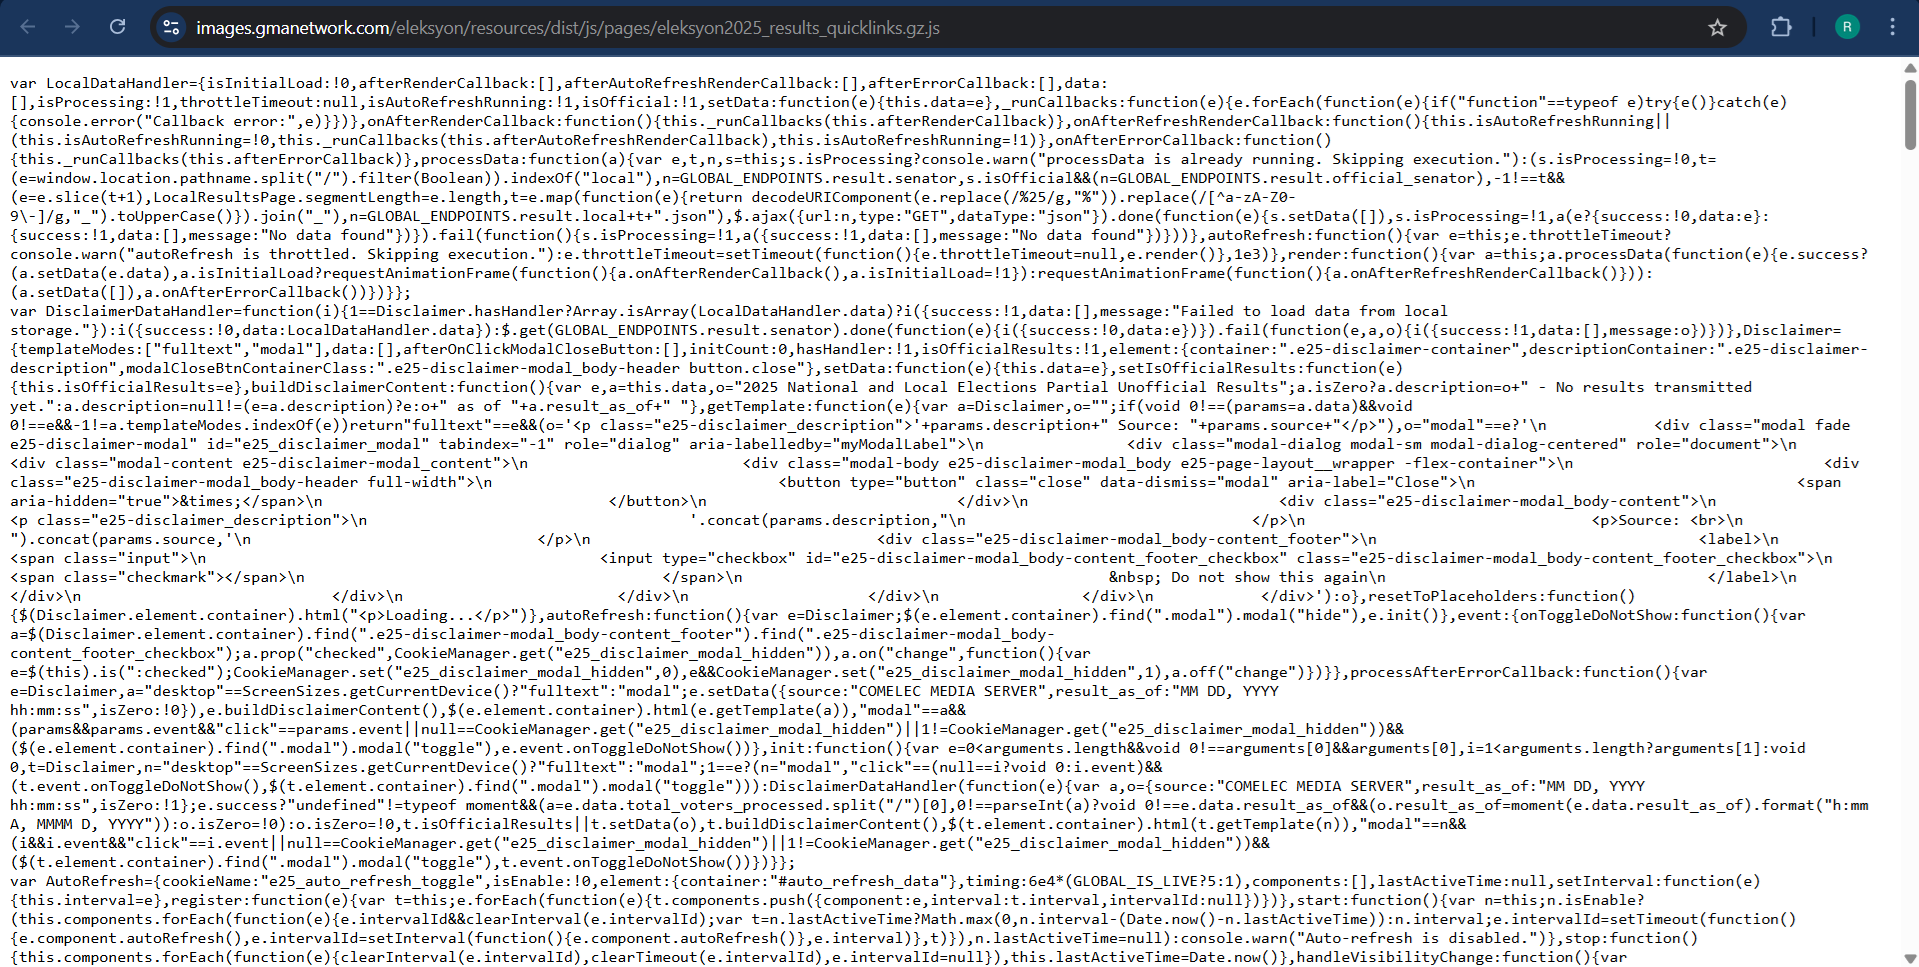 images.gmanetwork.com/eleksyon/resources/dist/js/pages/eleksyon2025_results_quicklinks.gz.js
R
var LocalDataHandler={isInitialLoad:!0,afterRenderCallback:[],afterAutoRefreshRenderCallback:[],afterErrorCallback:[],data:
[],isProcessing:!1,throttleTimeout:null,isAutoRefreshRunning:!1,isOfficial:!1,setData:function(e){this.data=e},_runCallbacks:function(e){e.forEach(function(e){if("function"==typeof e)try{e()}catch(e)
{console.error("Callback error:",e)}})},onAfterRenderCallback:function(){this._runCallbacks(this.afterRenderCallback)},onAfterRefreshRenderCallback:function(){this.isAutoRefreshRunning||
(this.isAutoRefreshRunning=!0,this._runCallbacks(this.afterAutoRefreshRenderCallback),this.isAutoRefreshRunning=!1)},onAfterErrorCallback:function()
{this._runCallbacks(this.afterErrorCallback)},processData:function(a){var e,t,n,s=this;s.isProcessing?console.warn("processData is already running. Skipping execution."):(s.isProcessing=!0,t=
(e=window.location.pathname.split("/").filter(Boolean)).indexOf("local"),n=GLOBAL_ENDPOINTS.result.senator,s.isOfficial&&(n=GLOBAL_ENDPOINTS.result.official_senator),-1!==t&&
(e=e.slice(t+1),LocalResultsPage.segmentLength=e.length,t=e.map(function(e){return decodeURIComponent(e.replace(/%25/g,"%")).replace(/[^a-zA-Z0-
9\-]/g,"_").toUpperCase()}).join("_"),n=GLOBAL_ENDPOINTS.result.local+t+".json"),$.ajax({url:n,type:"GET",dataType:"json"}).done(function(e){s.setData([]),s.isProcessing=!1,a(e?{success:!0,data:e}:
{success:!1,data:[],message:"No data found"})}).fail(function(){s.isProcessing=!1,a({success:!1,data:[],message:"No data found"})}))},autoRefresh:function(){var e=this;e.throttleTimeout?
console.warn("autoRefresh is throttled. Skipping execution."):e.throttleTimeout=setTimeout(function(){e.throttleTimeout=null,e.render()},1e3)},render:function(){var a=this;a.processData(function(e){e.success?
(a.setData(e.data),a.isInitialLoad?requestAnimationFrame(function(){a.onAfterRenderCallback(),a.isInitialLoad=!1}):requestAnimationFrame(function(){a.onAfterRefreshRenderCallback()})):
(a.setData([]),a.onAfterErrorCallback())})}};
var DisclaimerDataHandler=function(i){1==Disclaimer.hasHandler?Array.isArray(LocalDataHandler.data)?i({success:!1,data:[],message:"Failed to load data from local
storage."}):i({success:!0,data:LocalDataHandler.data}):$.get(GLOBAL_ENDPOINTS.result.senator).done(function(e){i({success:!0,data:e})}).fail(function(e,a,o){i({success:!1,data:[],message:o})})},Disclaimer=
{templateModes:["fulltext","modal"],data:[],afterOnClickModalCloseButton:[],initCount:0,hasHandler:!1,isOfficialResults:!1,element:{container:".e25-disclaimer-container",descriptionContainer:".e25-disclaimer-
description",modalCloseBtnContainerClass:".e25-disclaimer-modal_body-header button.close"},setData:function(e){this.data=e},setIsOfficialResults:function(e)
{this.isOfficialResults=e},buildDisclaimerContent:function(){var e,a=this.data,o="2025 National and Local Elections Partial Unofficial Results";a.isZero?a.description=o+" - No results transmitted
yet.":a.description=null!=(e=a.description)?e:o+" as of "+a.result_as_of+" "},getTemplate:function(e){var a=Disclaimer,o="";if(void 0!==(params=a.data)&&void
0!==e&&-1!=a.templateModes.indexOf(e))return"fulltext"==e&&(o='<p class="e25-disclaimer_description">'+params.description+" Source: "+params.source+"</p>"),o="modal"==e?'\n <div class="modal fade
e25-disclaimer-modal" id="e25_disclaimer_modal" tabindex="-1" role="dialog" aria-labelledby="myModalLabel">\n <div class="modal-dialog modal-sm modal-dialog-centered" role="document">\n
<div class="modal-content e25-disclaimer-modal_content">\n <div class="modal-body e25-disclaimer-modal_body e25-page-layout__wrapper -flex-container">\n <div
class="e25-disclaimer-modal_body-header full-width">\n <button type="button" class="close" data-dismiss="modal" aria-label="Close">\n <span
aria-hidden="true">&times;</span>\n </button>\n </div>\n <div class="e25-disclaimer-modal_body-content">\n
<p class="e25-disclaimer_description">\n '.concat(params.description,"\n </p>\n <p>Source: <br>\n
").concat(params.source,'\n </p>\n <div class="e25-disclaimer-modal_body-content_footer">\n <label>\n
<span class="input">\n <input type="checkbox" id="e25-disclaimer-modal_body-content_footer_checkbox" class="e25-disclaimer-modal_body-content_footer_checkbox">\n
<span class="checkmark"></span>\n </span>\n &nbsp; Do not show this again\n </label>\n
</div>\n </div>\n </div>\n </div>\n </div>\n </div>'):o},resetToPlaceholders:function()
{$(Disclaimer.element.container).html("<p>Loading...</p>")},autoRefresh:function(){var e=Disclaimer;$(e.element.container).find(".modal").modal("hide"),e.init()},event:{onToggleDoNotShow:function(){var
a=$(Disclaimer.element.container).find(".e25-disclaimer-modal_body-content_footer").find(".e25-disclaimer-modal_body-
content_footer_checkbox");a.prop("checked",CookieManager.get("e25_disclaimer_modal_hidden")),a.on("change",function(){var
e=$(this).is(":checked");CookieManager.set("e25_disclaimer_modal_hidden",0),e&&CookieManager.set("e25_disclaimer_modal_hidden",1),a.off("change")})}},processAfterErrorCallback:function(){var
e=Disclaimer,a="desktop"==ScreenSizes.getCurrentDevice()?"fulltext":"modal";e.setData({source:"COMELEC MEDIA SERVER",result_as_of:"MM DD, YYYY
hh:mm:ss",isZero:!0}),e.buildDisclaimerContent(),$(e.element.container).html(e.getTemplate(a)),"modal"==a&&
(params&&params.event&&"click"==params.event||null==CookieManager.get("e25_disclaimer_modal_hidden")||1!=CookieManager.get("e25_disclaimer_modal_hidden"))&&
($(e.element.container).find(".modal").modal("toggle"),e.event.onToggleDoNotShow())},init:function(){var e=0<arguments.length&&void 0!==arguments[0]&&arguments[0],i=1<arguments.length?arguments[1]:void
0,t=Disclaimer,n="desktop"==ScreenSizes.getCurrentDevice()?"fulltext":"modal";1==e?(n="modal","click"==(null==i?void 0:i.event)&&
(t.event.onToggleDoNotShow(),$(t.element.container).find(".modal").modal("toggle"))):DisclaimerDataHandler(function(e){var a,o={source:"COMELEC MEDIA SERVER",result_as_of:"MM DD, YYYY
hh:mm:ss",isZero:!1};e.success?"undefined"!=typeof moment&&(a=e.data.total_voters_processed.split("/")[0],0!==parseInt(a)?void 0!==e.data.result_as_of&&(o.result_as_of=moment(e.data.result_as_of).format("h:mm
A, MMMM D, YYYY")):o.isZero=!0):o.isZero=!0,t.isOfficialResults||t.setData(o),t.buildDisclaimerContent(),$(t.element.container).html(t.getTemplate(n)),"modal"==n&&
(i&&i.event&&"click"==i.event||null==CookieManager.get("e25_disclaimer_modal_hidden")||1!=CookieManager.get("e25_disclaimer_modal_hidden"))&&
($(t.element.container).find(".modal").modal("toggle"),t.event.onToggleDoNotShow())})}};
var AutoRefresh={cookieName:"e25_auto_refresh_toggle",isEnable:!0,element:{container:"#auto_refresh_data"},timing:6e4*(GLOBAL_IS_LIVE?5:1),components:[],lastActiveTime:null,setInterval:function(e)
{this.interval=e},register:function(e){var t=this;e.forEach(function(e){t.components.push({component:e,interval:t.interval,intervalId:null})})},start:function(){var n=this;n.isEnable?
(this.components.forEach(function(e){e.intervalId&&clearInterval(e.intervalId);var t=n.lastActiveTime?Math.max(0,n.interval-(Date.now()-n.lastActiveTime)):n.interval;e.intervalId=setTimeout(function()
{e.component.autoRefresh(),e.intervalId=setInterval(function(){e.component.autoRefresh()},e.interval)},t)}),n.lastActiveTime=null):console.warn("Auto-refresh is disabled.")},stop:function()
{this.components.forEach(function(e){clearInterval(e.intervalId),clearTimeout(e.intervalId),e.intervalId=null}),this.lastActiveTime=Date.now()},handleVisibilityChange:function(){var